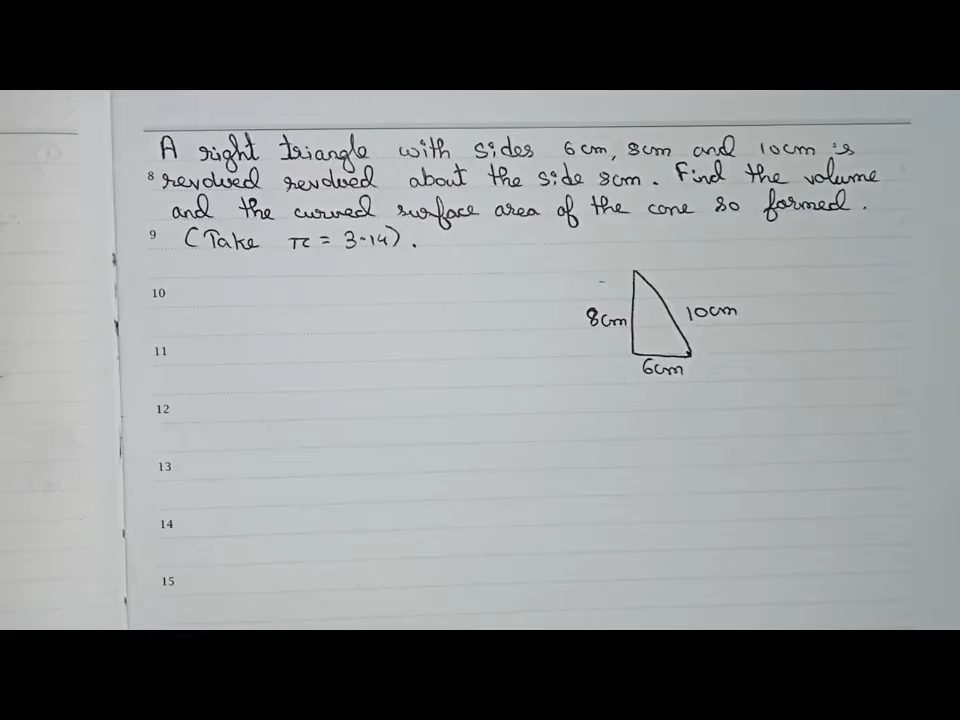 A right triangle with sides 6cm, 8cm and 10cm is
8 revolved revolved about the side 8cm. Find the volume
and the curved surface area of the cone so formed.
9 (Take π = 3.14).
10
8cm 10cm
11
6cm
12
13
14
15